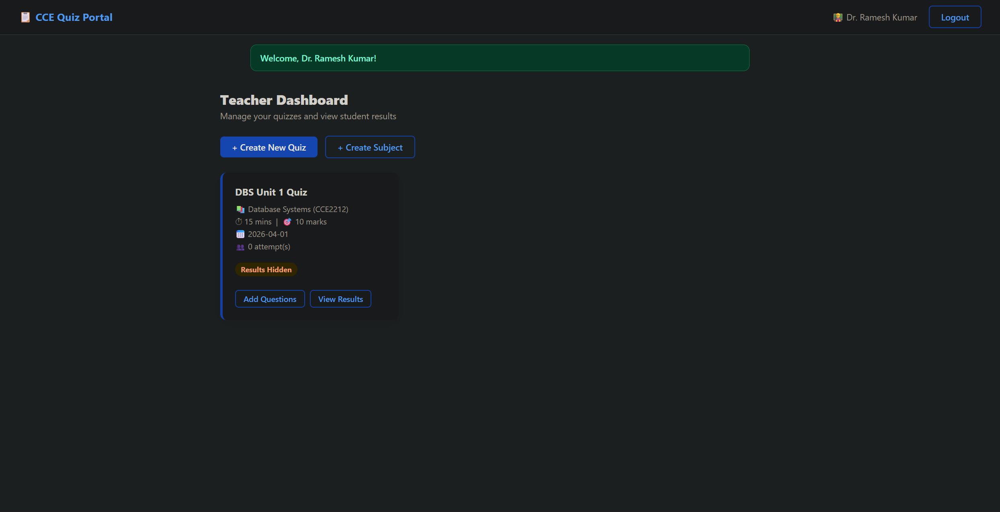 CCE Quiz Portal
Dr. Ramesh Kumar
Logout
Welcome, Dr. Ramesh Kumar!
Teacher Dashboard
Manage your quizzes and view student results
+ Create New Quiz
+ Create Subject
DBS Unit 1 Quiz
Database Systems (CCE2212)
15 mins | 10 marks
2026-04-01
0 attempt(s)
Results Hidden
Add Questions
View Results